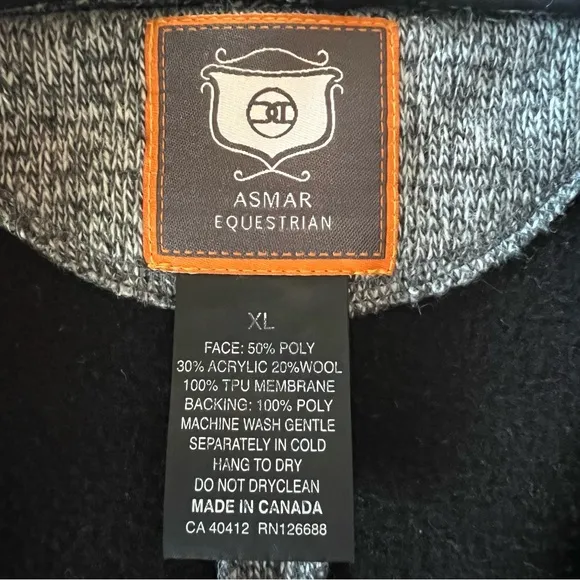 ASMAR
EQUESTRIAN
XL
FACE: 50% POLY
30% ACRYLIC 20%WOOL
100% TPU MEMBRANE
BACKING: 100% POLY
MACHINE WASH GENTLE
SEPARATELY IN COLD
HANG TO DRY
DO NOT DRYCLEAN
MADE IN CANADA
CA 40412 RN126688